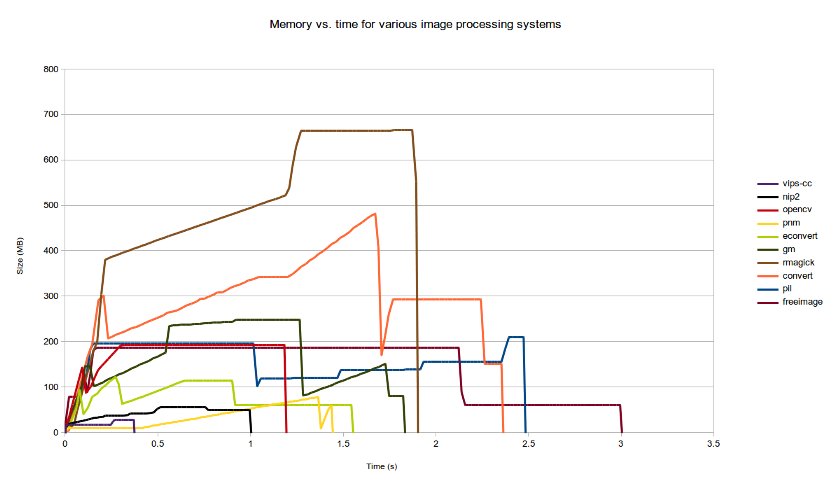 Memory vs. time for various image processing systems
800
700
600
500
400
300
200
100
0
Size (MB)
0 0.5 1 1.5 2 2.5 3 3.5
Time (s)
vips-cc
nip2
opencv
pnm
econvert
gm
rmagick
convert
pil
freeimage